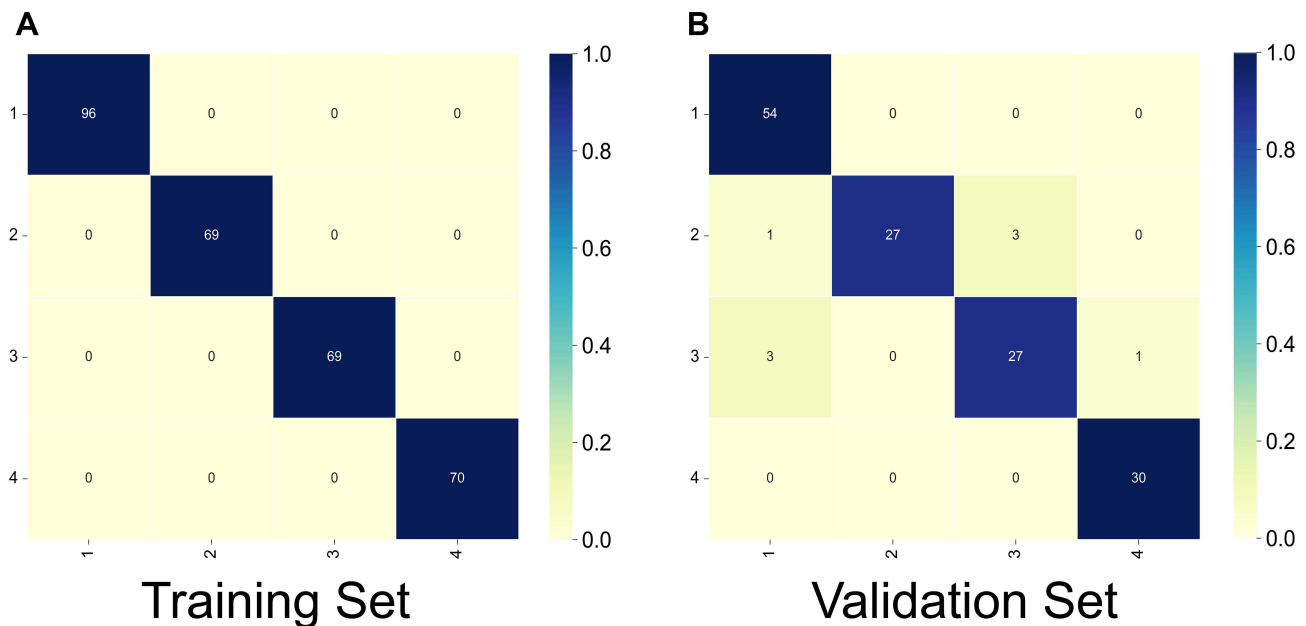 A
B
1 96 0 0 0
2 0 69 0 0
3 0 0 69 0
4 0 0 0 70
1 2 3 4
1.0
0.8
0.6
0.4
0.2
0.0
Training Set
1 54 0 0 0
2 1 27 3 0
3 3 0 27 1
4 0 0 0 30
1 2 3 4
1.0
0.8
0.6
0.4
0.2
0.0
Validation Set